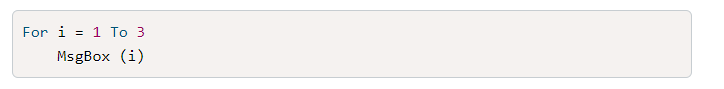 For i = 1 To 3
    MsgBox (i)